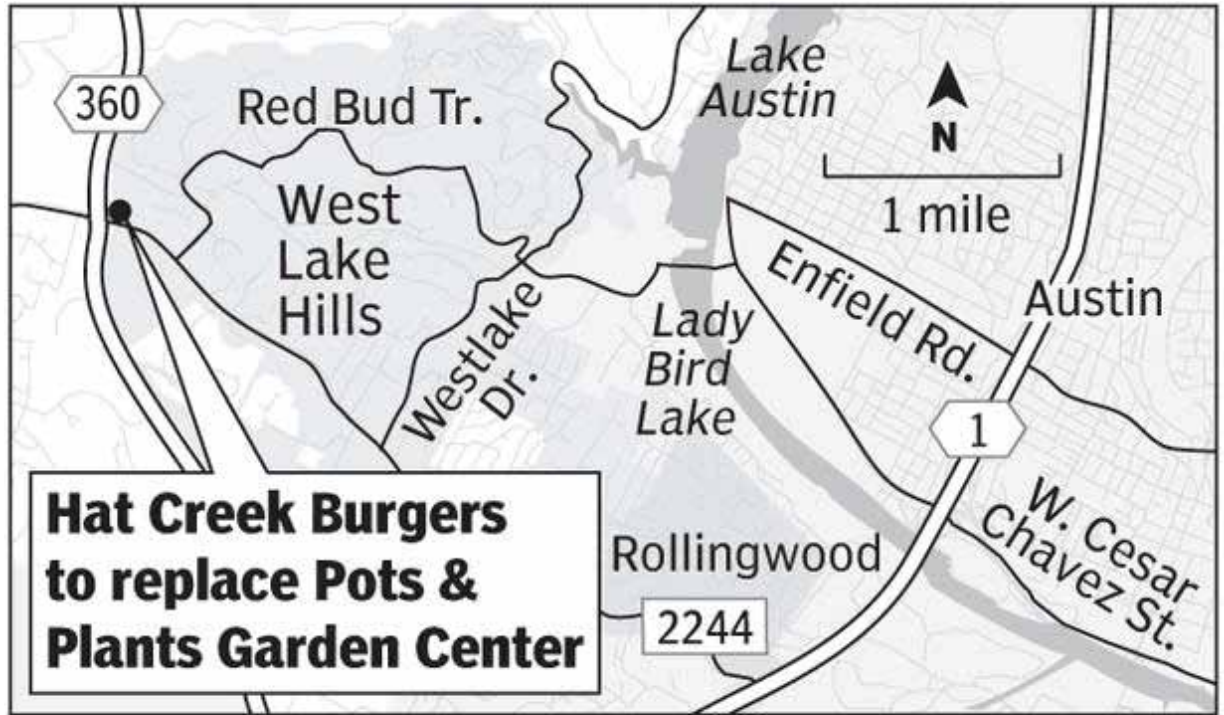 360
Red Bud Tr.
Lake
Austin
N
1 mile
West
Lake
Hills
Westlake
Dr.
Lady
Bird
Lake
Enfield Rd.
Austin
1
W. Cesar
Chavez St.
Rollingwood
2244
Hat Creek Burgers
to replace Pots &
Plants Garden Center